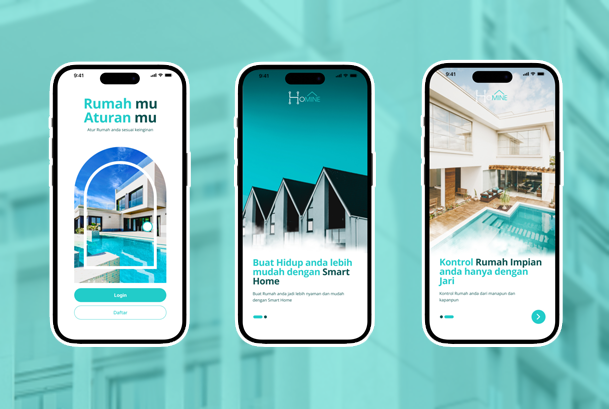 9:41
Rumah mu
Aturan mu
Atur Rumah anda sesuai keinginan
Login
Daftar
9:41
HOMINE
Buat Hidup anda lebih
mudah dengan Smart
Home
Buat Rumah anda jadi lebih nyaman dan mudah
dengan Smart Home
9:41
HOMINE
Kontrol Rumah Impian
anda hanya dengan
Jari
Kontrol Rumah anda dari manapun dan
kapanpun